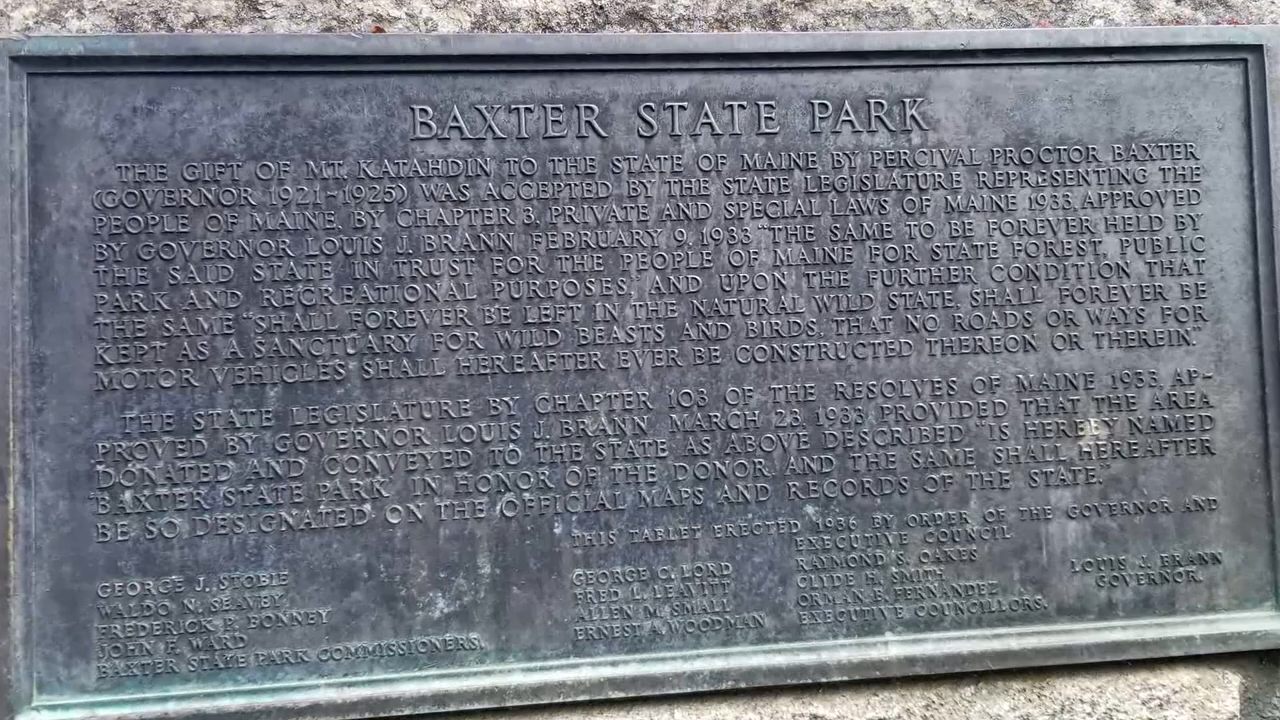 BAXTER STATE PARK
THE GIFT OF MT. KATAHDIN TO THE STATE OF MAINE BY PERCIVAL PROCTOR BAXTER
(GOVERNOR 1921-1925) WAS ACCEPTED BY THE STATE LEGISLATURE REPRESENTING THE
PEOPLE OF MAINE, BY CHAPTER 3, PRIVATE AND SPECIAL LAWS OF MAINE 1933, APPROVED
BY GOVERNOR LOUIS J. BRANN FEBRUARY 9, 1933 "THE SAME TO BE FOREVER HELD BY
THE SAID STATE IN TRUST FOR THE PEOPLE OF MAINE FOR STATE FOREST, PUBLIC
PARK AND RECREATIONAL PURPOSES, AND UPON THE FURTHER CONDITION THAT
THE SAME "SHALL FOREVER BE LEFT IN THE NATURAL WILD STATE, SHALL FOREVER BE
KEPT AS A SANCTUARY FOR WILD BEASTS AND BIRDS, THAT NO ROADS OR WAYS FOR
MOTOR VEHICLES SHALL HEREAFTER EVER BE CONSTRUCTED THEREON OR THEREIN."
THE STATE LEGISLATURE BY CHAPTER 103 OF THE RESOLVES OF MAINE 1933, AP-
PROVED BY GOVERNOR LOUIS J. BRANN MARCH 23, 1933, PROVIDED THAT THE AREA
DONATED AND CONVEYED TO THE STATE AS ABOVE DESCRIBED "IS HEREBY NAMED
'BAXTER STATE PARK' IN HONOR OF THE DONOR, AND THE SAME SHALL HEREAFTER
BE SO DESIGNATED ON THE OFFICIAL MAPS AND RECORDS OF THE STATE."
THIS TABLET ERECTED 1936 BY ORDER OF THE GOVERNOR AND
EXECUTIVE COUNCIL
GEORGE J. STOBIE
WALDO N. SEAVEY
FREDERICK P. BONNEY
JOHN F. WARD
BAXTER STATE PARK COMMISSIONERS.
GEORGE C. LORD
FRED L. LEAVITT
ALLEN M. SMALL
ERNEST A. WOODMAN
RAYMOND S. OAKES
CLYDE H. SMITH
ORMAN B. FERNANDEZ
EXECUTIVE COUNCILLORS.
LOUIS J. BRANN
GOVERNOR.